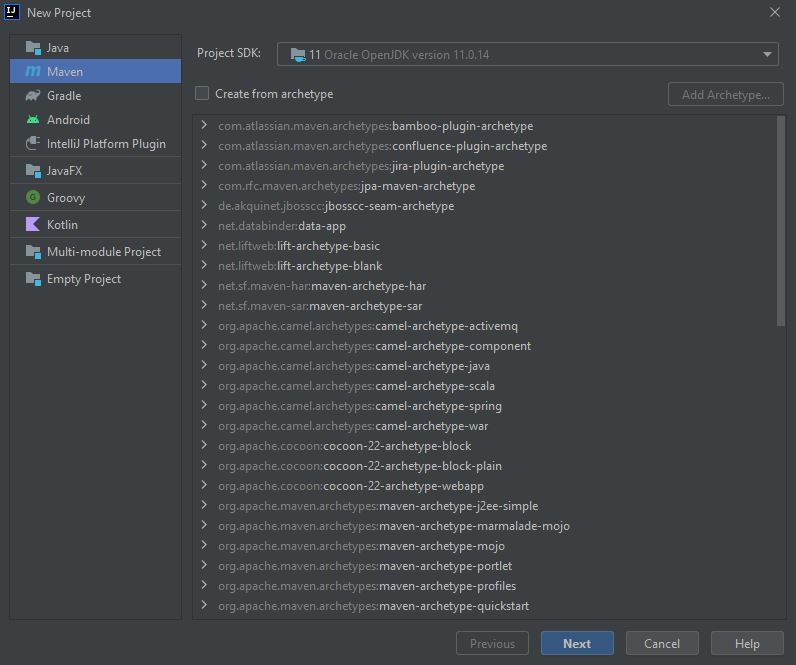 IJ New Project
Java
Maven
Gradle
Android
IntelliJ Platform Plugin
JavaFX
G Groovy
Kotlin
Multi-module Project
Empty Project
Project SDK: 11 Oracle OpenJDK version 11.0.14
Create from archetype Add Archetype...
com.atlassian.maven.archetypes:bamboo-plugin-archetype
com.atlassian.maven.archetypes:confluence-plugin-archetype
com.atlassian.maven.archetypes:jira-plugin-archetype
com.rfc.maven.archetypes:jpa-maven-archetype
de.akquinet.jbosscc:jbosscc-seam-archetype
net.databinder:data-app
net.liftweb:lift-archetype-basic
net.liftweb:lift-archetype-blank
net.sf.maven-har:maven-archetype-har
net.sf.maven-sar:maven-archetype-sar
org.apache.camel.archetypes:camel-archetype-activemq
org.apache.camel.archetypes:camel-archetype-component
org.apache.camel.archetypes:camel-archetype-java
org.apache.camel.archetypes:camel-archetype-scala
org.apache.camel.archetypes:camel-archetype-spring
org.apache.camel.archetypes:camel-archetype-war
org.apache.cocoon:cocoon-22-archetype-block
org.apache.cocoon:cocoon-22-archetype-block-plain
org.apache.cocoon:cocoon-22-archetype-webapp
org.apache.maven.archetypes:maven-archetype-j2ee-simple
org.apache.maven.archetypes:maven-archetype-marmalade-mojo
org.apache.maven.archetypes:maven-archetype-mojo
org.apache.maven.archetypes:maven-archetype-portlet
org.apache.maven.archetypes:maven-archetype-profiles
org.apache.maven.archetypes:maven-archetype-quickstart
Previous Next Cancel Help